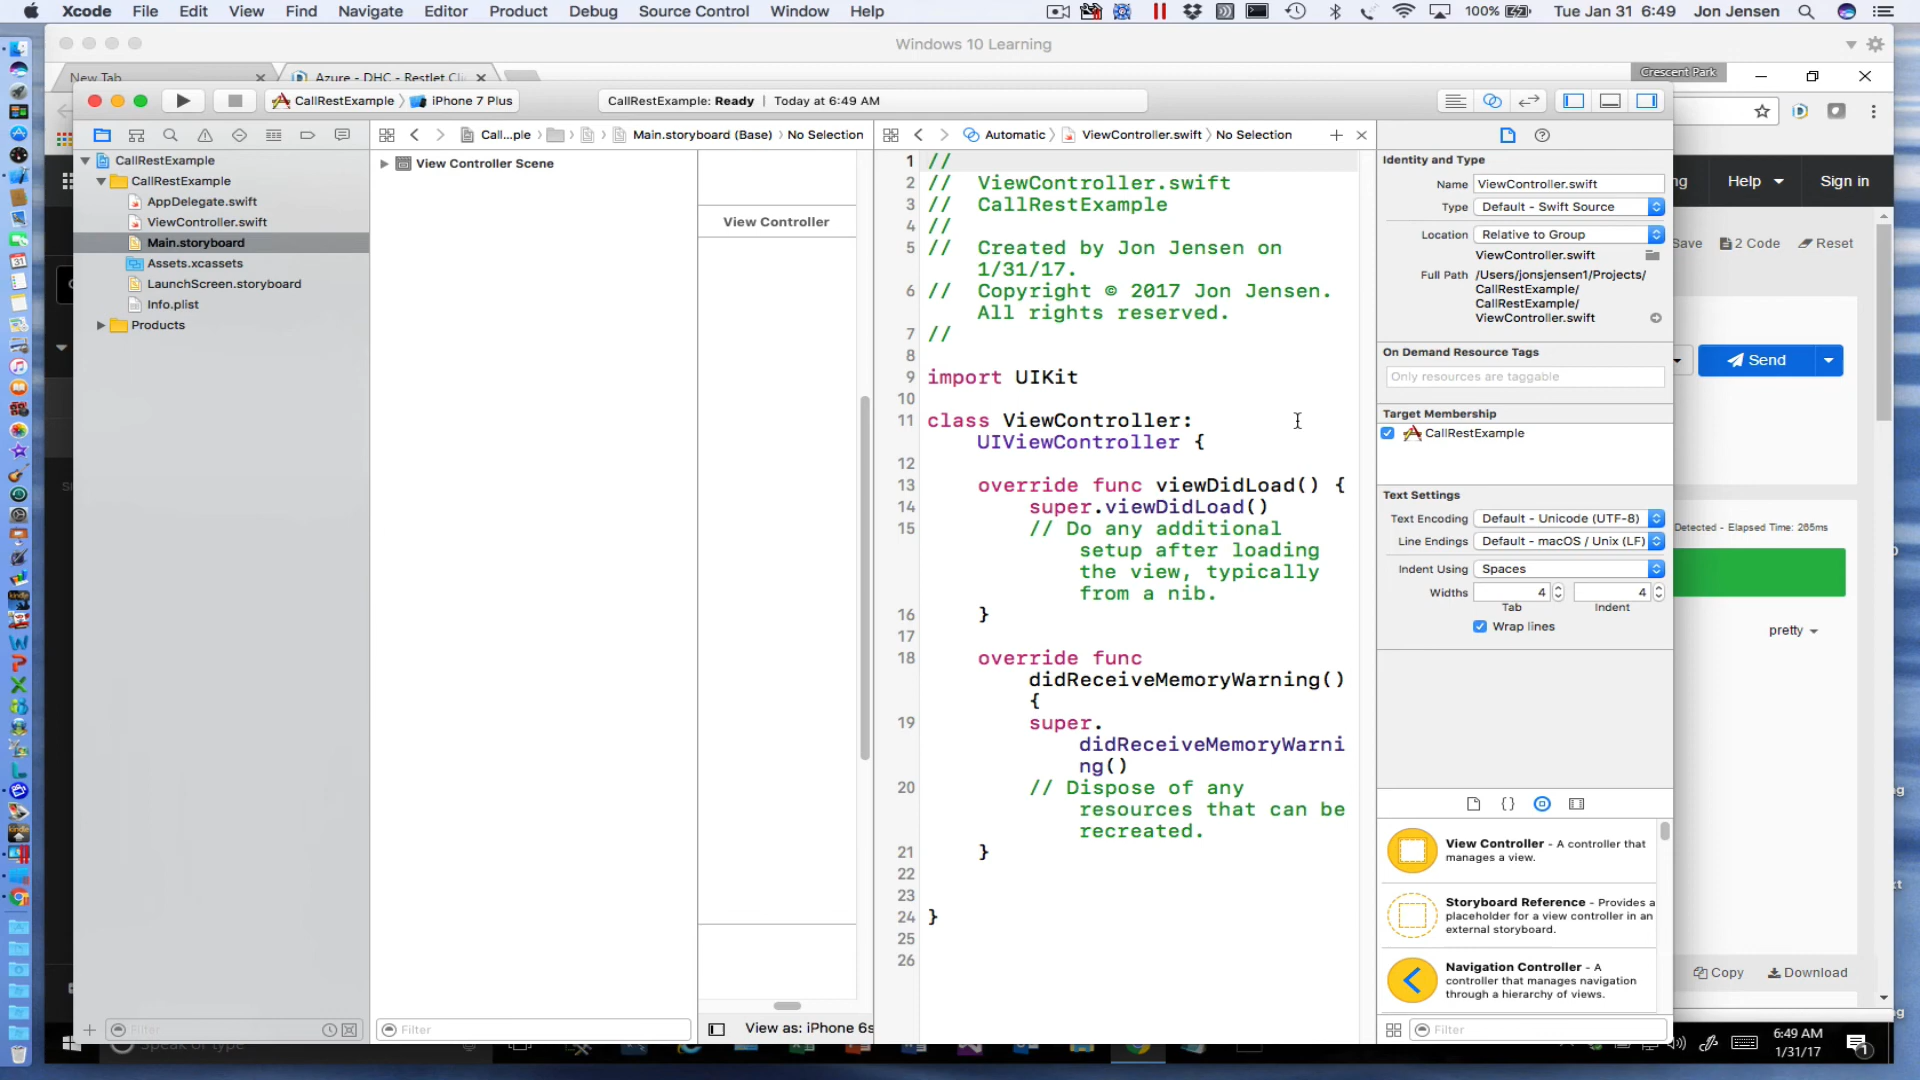 Xcode File Edit View Find Navigate Editor Product Debug Source Control Window Help
100% Tue Jan 31 6:49 Jon Jensen
Windows 10 Learning
New Tab
Azure - DHC - Restlet Cli
Crescent Park
CallRestExample iPhone 7 Plus
CallRestExample: Ready | Today at 6:49 AM
Call...ple Main.storyboard (Base) No Selection
Automatic ViewController.swift No Selection
CallRestExample
CallRestExample
AppDelegate.swift
ViewController.swift
Main.storyboard
Assets.xcassets
LaunchScreen.storyboard
Info.plist
Products
Filter
View Controller Scene
Filter
View Controller
View as: iPhone 6s
1 //
2 // ViewController.swift
3 // CallRestExample
4 //
5 // Created by Jon Jensen on
1/31/17.
6 // Copyright © 2017 Jon Jensen.
All rights reserved.
7 //
8
9 import UIKit
10
11 class ViewController:
UIViewController {
12
13 override func viewDidLoad() {
14 super.viewDidLoad()
15 // Do any additional
setup after loading
the view, typically
from a nib.
16 }
17
18 override func
didReceiveMemoryWarning()
{
19 super.
didReceiveMemoryWarni
ng()
20 // Dispose of any
resources that can be
recreated.
21 }
22
23
24 }
25
26
Identity and Type
Name ViewController.swift
Type Default - Swift Source
Location Relative to Group
ViewController.swift
Full Path /Users/jonsjensen1/Projects/
CallRestExample/
CallRestExample/
ViewController.swift
On Demand Resource Tags
Only resources are taggable
Target Membership
CallRestExample
Text Settings
Text Encoding Default - Unicode (UTF-8)
Line Endings Default - macOS / Unix (LF)
Indent Using Spaces
Widths 4 4
Tab Indent
Wrap lines
View Controller - A controller that
manages a view.
Storyboard Reference - Provides a
placeholder for a view controller in an
external storyboard.
Navigation Controller - A
controller that manages navigation
through a hierarchy of views.
Filter
Help Sign in
2 Code Reset
Send
Detected - Elapsed Time: 265ms
pretty
Copy Download
Speak or type
6:49 AM
1/31/17
1